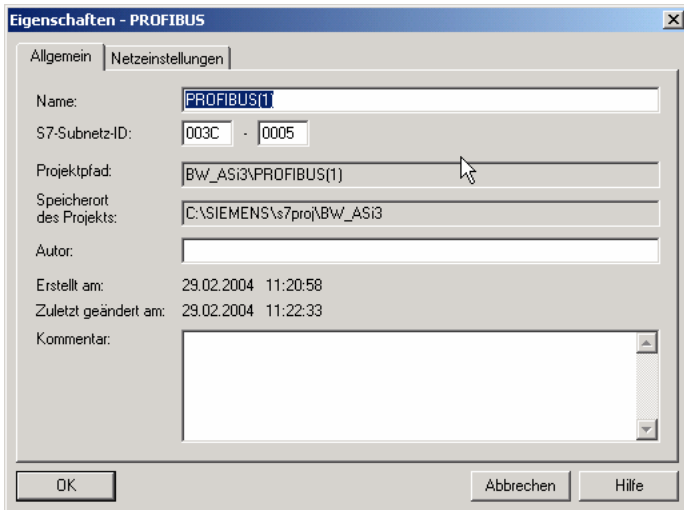 Eigenschaften - PROFIBUS
Allgemein Netzeinstellungen
Name: PROFIBUS(1)
S7-Subnetz-ID: 003C - 0005
Projektpfad: BW_ASi3\PROFIBUS(1)
Speicherort
des Projekts: C:\SIEMENS\s7proj\BW_ASi3
Autor:
Erstellt am: 29.02.2004 11:20:58
Zuletzt geändert am: 29.02.2004 11:22:33
Kommentar:
OK Abbrechen Hilfe